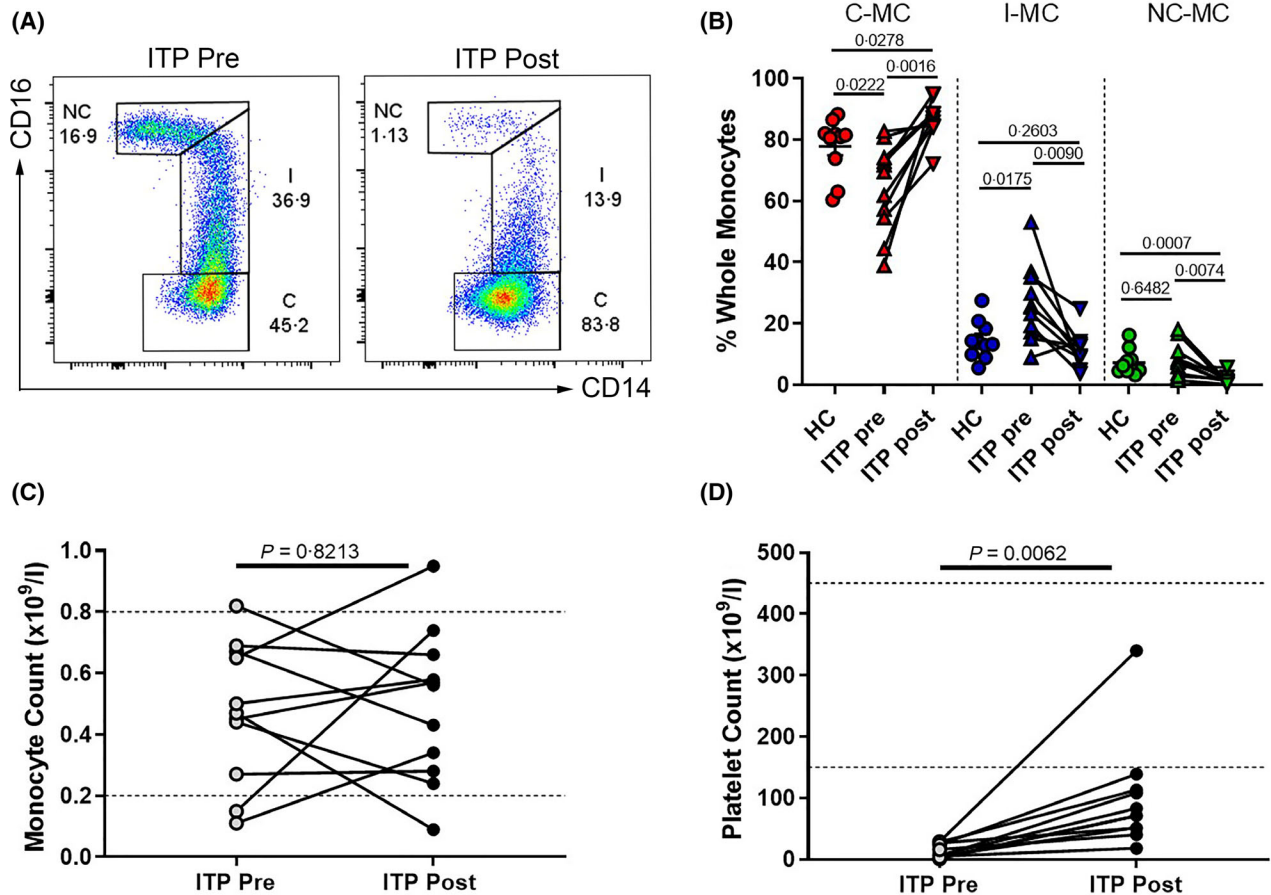 (A)
ITP Pre
ITP Post
CD16
NC
16·9
I
36·9
C
45·2
NC
1·13
I
13·9
C
83·8
CD14
(B)
C-MC
I-MC
NC-MC
0·0278
0·0016
0·0222
0·2603
0·0090
0·0175
0·0007
0·0074
0·6482
% Whole Monocytes
100
80
60
40
20
0
HC
ITP pre
ITP post
HC
ITP pre
ITP post
HC
ITP pre
ITP post
(C)
P = 0·8213
Monocyte Count (x10⁹/l)
1.0
0.8
0.6
0.4
0.2
0.0
ITP Pre
ITP Post
(D)
P = 0.0062
Platelet Count (x10⁹/l)
500
400
300
200
100
0
ITP Pre
ITP Post